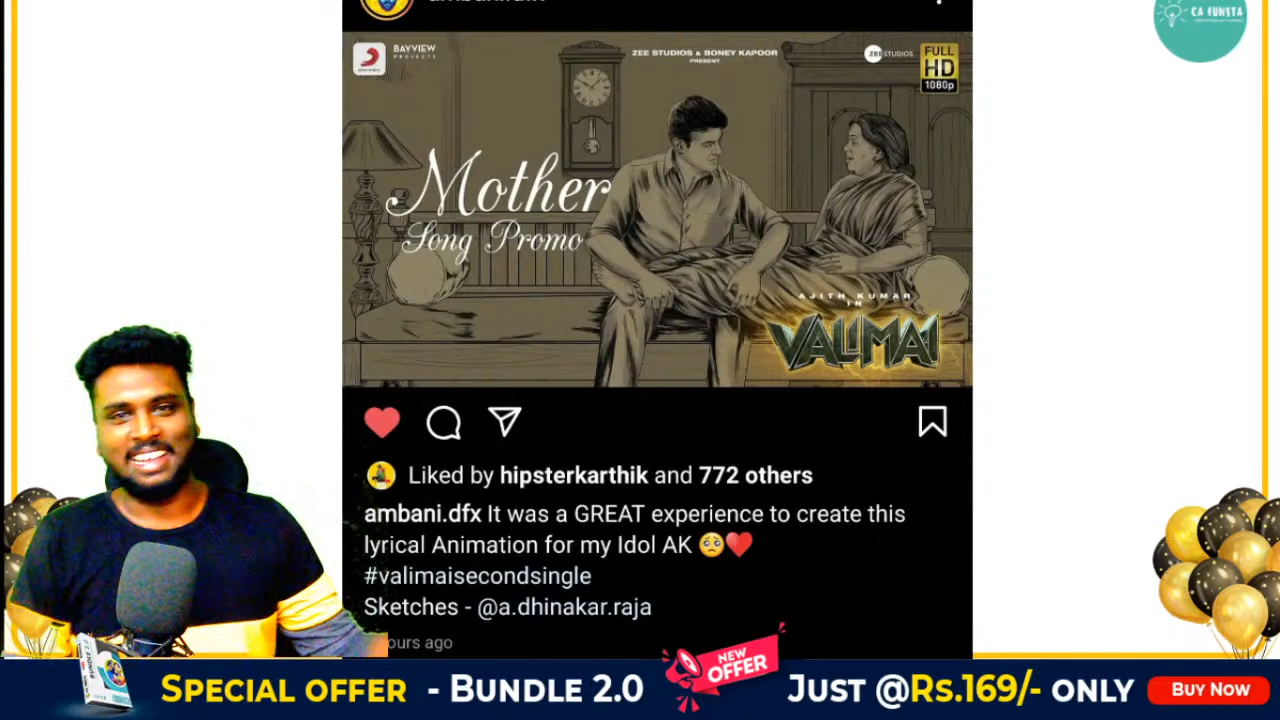 CA FUNSTA
BAYVIEW
PROJECTS
ZEE STUDIOS & BONEY KAPOOR
PRESENT
ZEE STUDIOS
FULL
HD
1080p
Mother
Song Promo
AJITH KUMAR
IN
VALIMAI
Liked by hipsterkarthik and 772 others
ambani.dfx It was a GREAT experience to create this
lyrical Animation for my Idol AK 🥺♥️
#valimaisecondsingle
Sketches - @a.dhinakar.raja
ours ago
SPECIAL OFFER - BUNDLE 2.0
NEW
OFFER
JUST @Rs.169/- ONLY
Buy Now